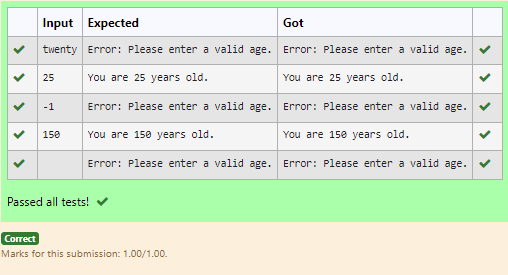 Input Expected Got
twenty Error: Please enter a valid age. Error: Please enter a valid age.
25 You are 25 years old. You are 25 years old.
-1 Error: Please enter a valid age. Error: Please enter a valid age.
150 You are 150 years old. You are 150 years old.
Error: Please enter a valid age. Error: Please enter a valid age.
Passed all tests!
Correct
Marks for this submission: 1.00/1.00.